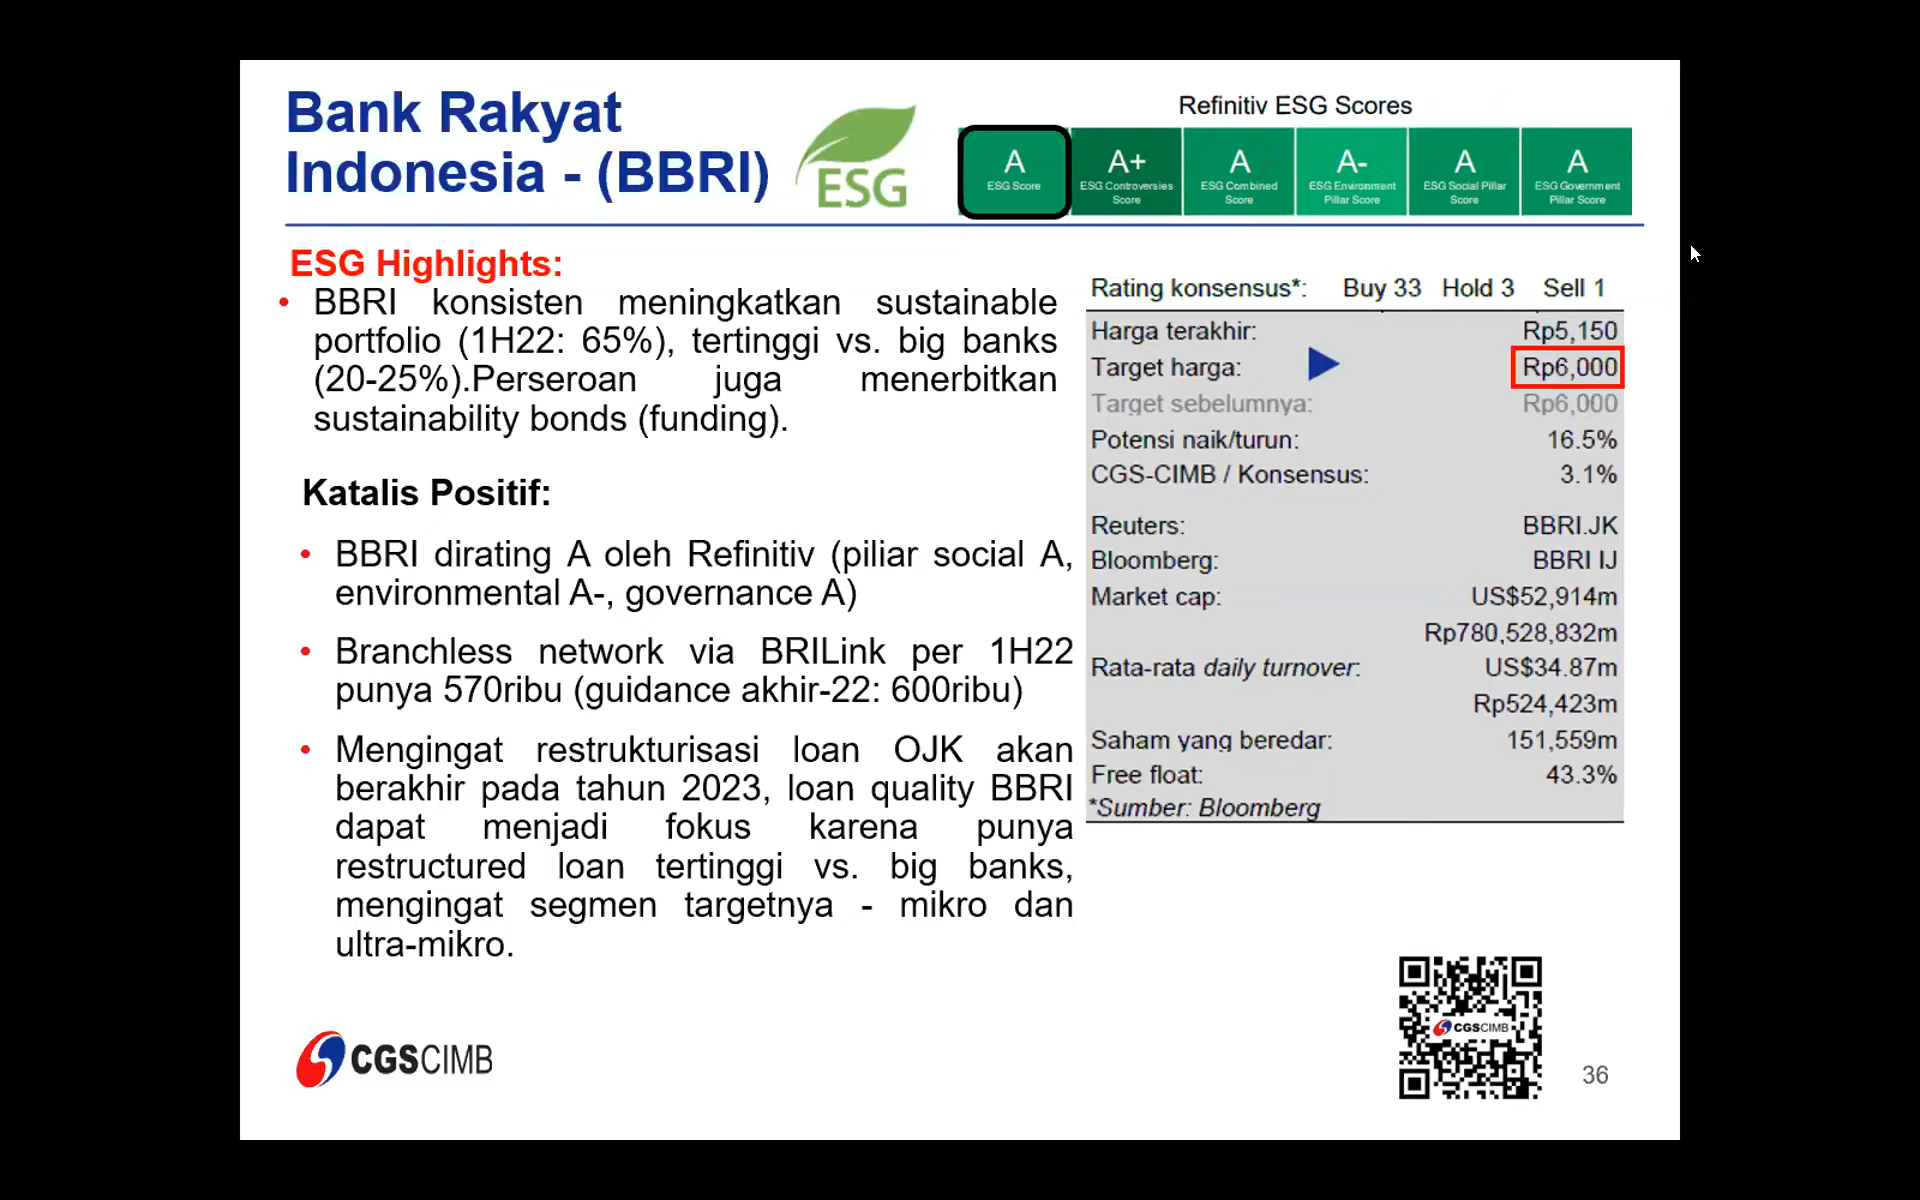 Bank Rakyat
Indonesia - (BBRI)
ESG
Refinitiv ESG Scores
A
ESG Score
A+
ESG Controversies
Score
A
ESG Combined
Score
A-
ESG Environment
Pillar Score
A
ESG Social Pillar
Score
A
ESG Government
Pillar Score
ESG Highlights:
• BBRI konsisten meningkatkan sustainable
portfolio (1H22: 65%), tertinggi vs. big banks
(20-25%).Perseroan juga menerbitkan
sustainability bonds (funding).
Katalis Positif:
• BBRI dirating A oleh Refinitiv (piliar social A,
environmental A-, governance A)
• Branchless network via BRILink per 1H22
punya 570ribu (guidance akhir-22: 600ribu)
• Mengingat restrukturisasi loan OJK akan
berakhir pada tahun 2023, loan quality BBRI
dapat menjadi fokus karena punya
restructured loan tertinggi vs. big banks,
mengingat segmen targetnya - mikro dan
ultra-mikro.
Rating konsensus*: Buy 33 Hold 3 Sell 1
Harga terakhir: Rp5,150
Target harga: Rp6,000
Target sebelumnya: Rp6,000
Potensi naik/turun: 16.5%
CGS-CIMB / Konsensus: 3.1%
Reuters: BBRI.JK
Bloomberg: BBRI IJ
Market cap: US$52,914m
Rp780,528,832m
Rata-rata daily turnover: US$34.87m
Rp524,423m
Saham yang beredar: 151,559m
Free float: 43.3%
*Sumber: Bloomberg
CGSCIMB
CGSCIMB
36